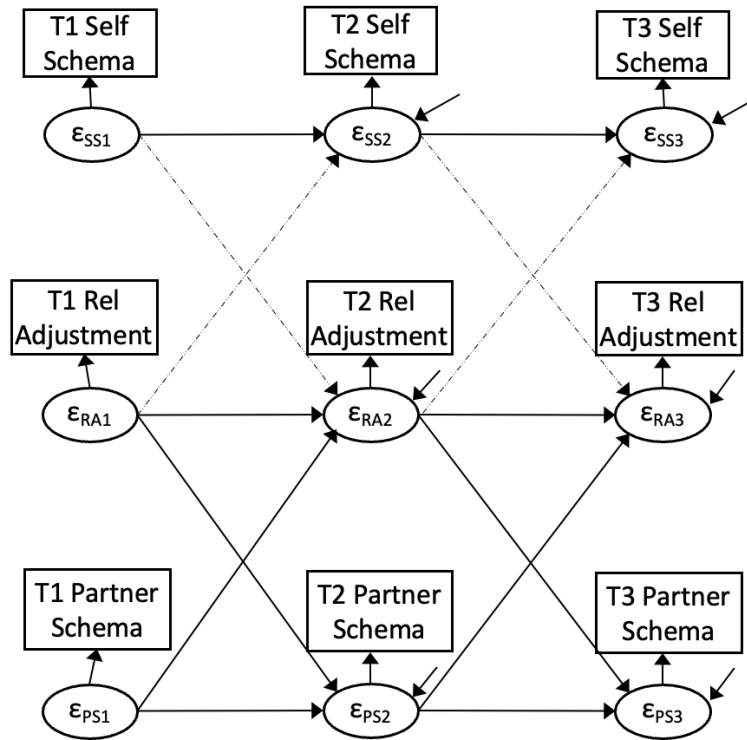 T1 Self
Schema
T2 Self
Schema
T3 Self
Schema
εSS1
εSS2
εSS3
T1 Rel
Adjustment
T2 Rel
Adjustment
T3 Rel
Adjustment
εRA1
εRA2
εRA3
T1 Partner
Schema
T2 Partner
Schema
T3 Partner
Schema
εPS1
εPS2
εPS3